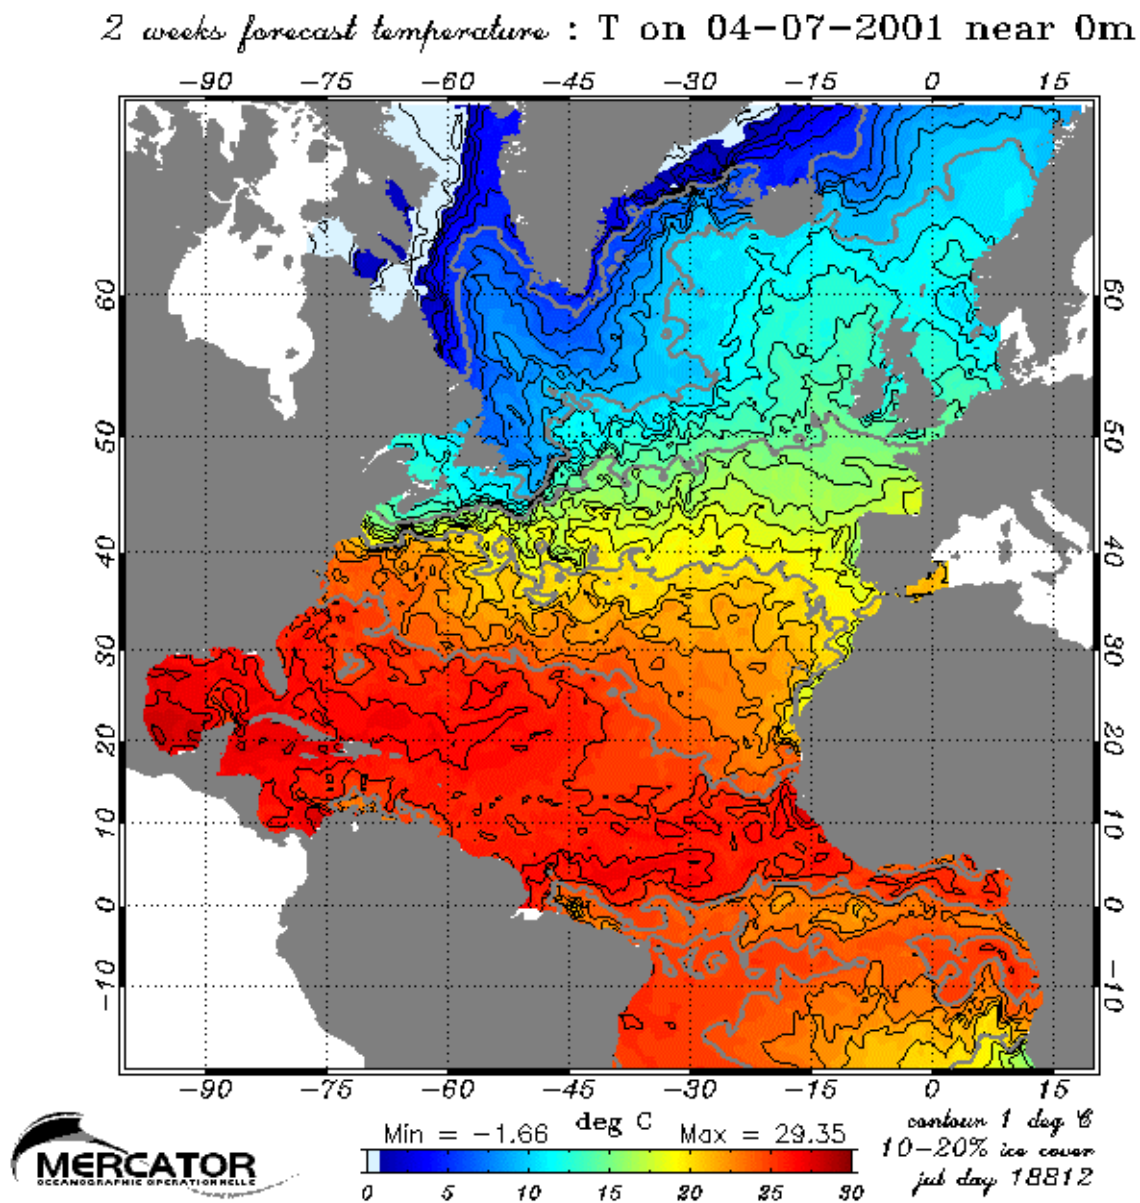 2 weeks forecast temperature : T on 04-07-2001 near 0m
-90 -75 -60 -45 -30 -15 0 15
60 60
50 50
40 40
30 30
20 20
10 10
0 0
-10 -10
-90 -75 -60 -45 -30 -15 0 15
Min = -1.66 deg C Max = 29.35
contour 1 deg C
10-20% ice cover
jul day 18812
0 5 10 15 20 25 30
MERCATOR
OCEANOGRAPHIE OPERATIONNELLE